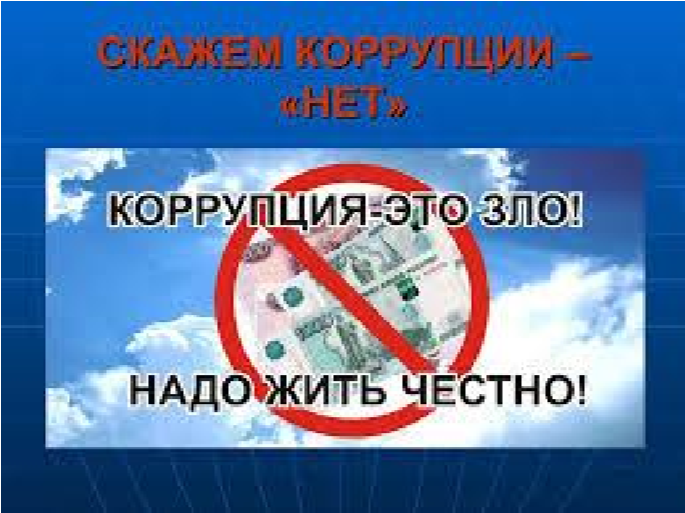 СКАЖЕМ КОРРУПЦИИ –
«НЕТ»
КОРРУПЦИЯ-ЭТО ЗЛО!
НАДО ЖИТЬ ЧЕСТНО!